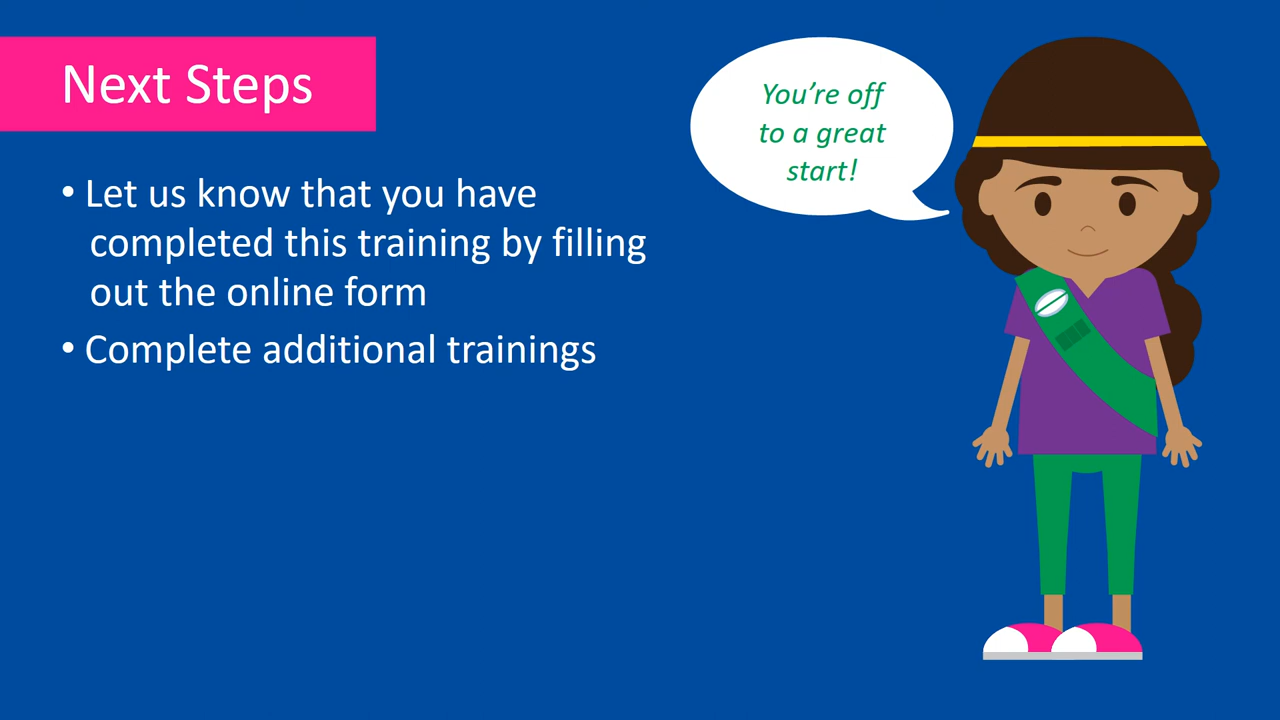 Next Steps
• Let us know that you have
completed this training by filling
out the online form
• Complete additional trainings
You’re off
to a great
start!